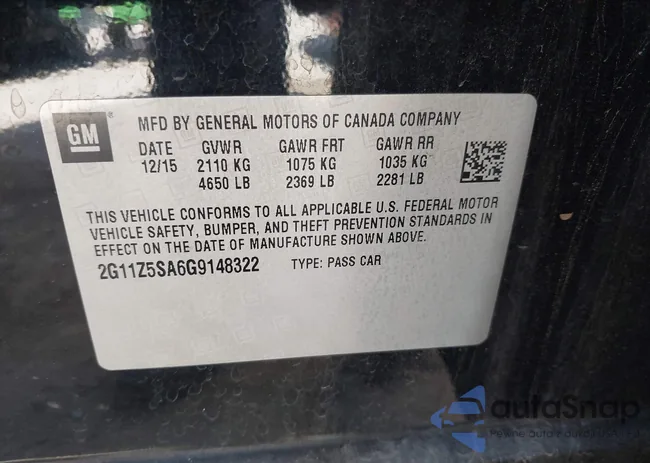 GM
MFD BY GENERAL MOTORS OF CANADA COMPANY
DATE GVWR GAWR FRT GAWR RR
12/15 2110 KG 1075 KG 1035 KG
4650 LB 2369 LB 2281 LB
THIS VEHICLE CONFORMS TO ALL APPLICABLE U.S. FEDERAL MOTOR
VEHICLE SAFETY, BUMPER, AND THEFT PREVENTION STANDARDS IN
EFFECT ON THE DATE OF MANUFACTURE SHOWN ABOVE.
2G11Z5SA6G9148322 TYPE: PASS CAR
autoSnap